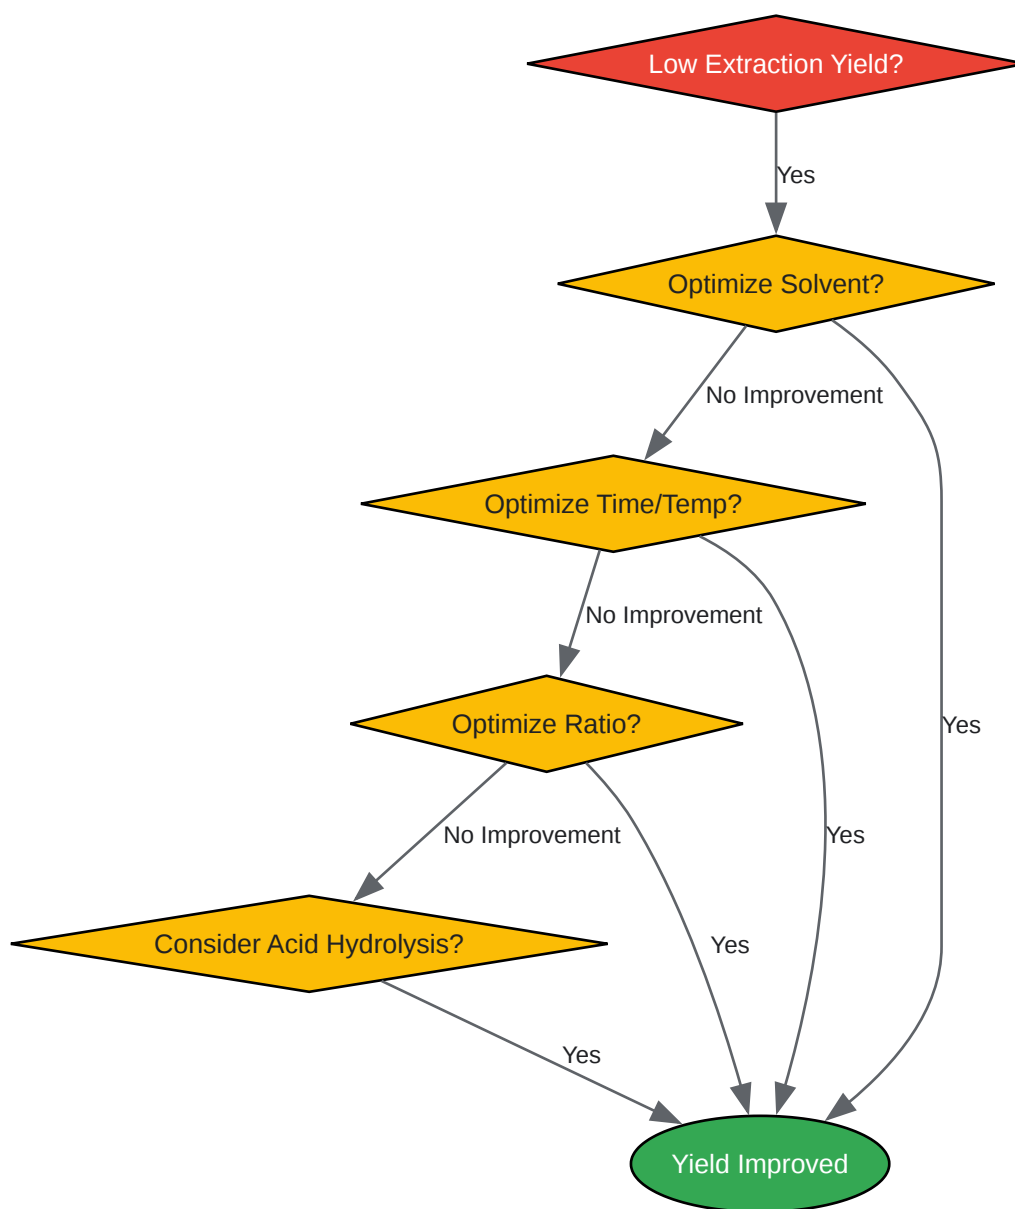 Low Extraction Yield?
Yes
Optimize Solvent?
No Improvement
Optimize Time/Temp?
No Improvement
Optimize Ratio?
Yes
No Improvement
Yes
Consider Acid Hydrolysis?
Yes
Yes
Yield Improved